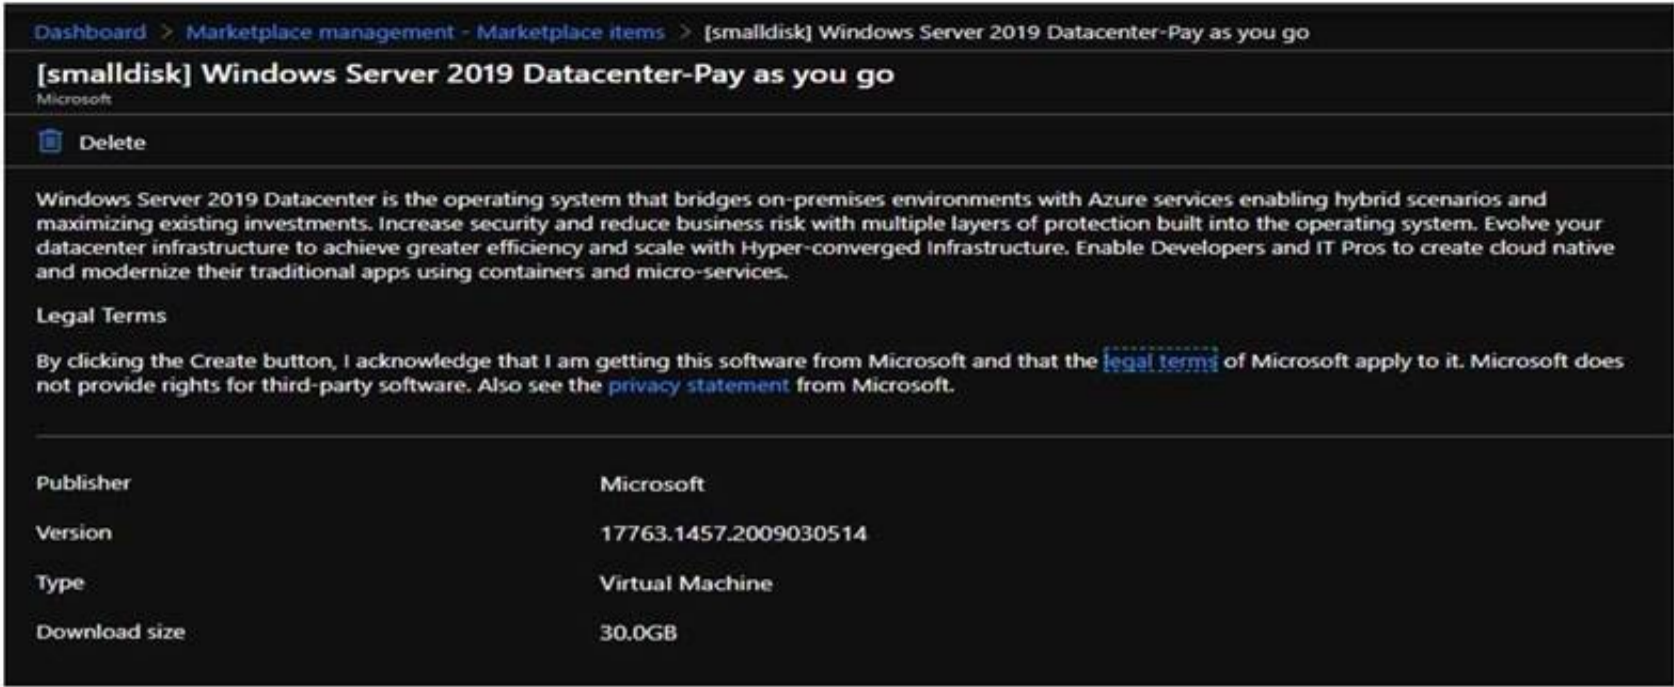 Dashboard > Marketplace management - Marketplace items > [smalldisk] Windows Server 2019 Datacenter-Pay as you go
[smalldisk] Windows Server 2019 Datacenter-Pay as you go
Microsoft
Delete
Windows Server 2019 Datacenter is the operating system that bridges on-premises environments with Azure services enabling hybrid scenarios and
maximizing existing investments. Increase security and reduce business risk with multiple layers of protection built into the operating system. Evolve your
datacenter infrastructure to achieve greater efficiency and scale with Hyper-converged Infrastructure. Enable Developers and IT Pros to create cloud native
and modernize their traditional apps using containers and micro-services.
Legal Terms
By clicking the Create button, I acknowledge that I am getting this software from Microsoft and that the legal terms of Microsoft apply to it. Microsoft does
not provide rights for third-party software. Also see the privacy statement from Microsoft.
Publisher Microsoft
Version 17763.1457.2009030514
Type Virtual Machine
Download size 30.0GB